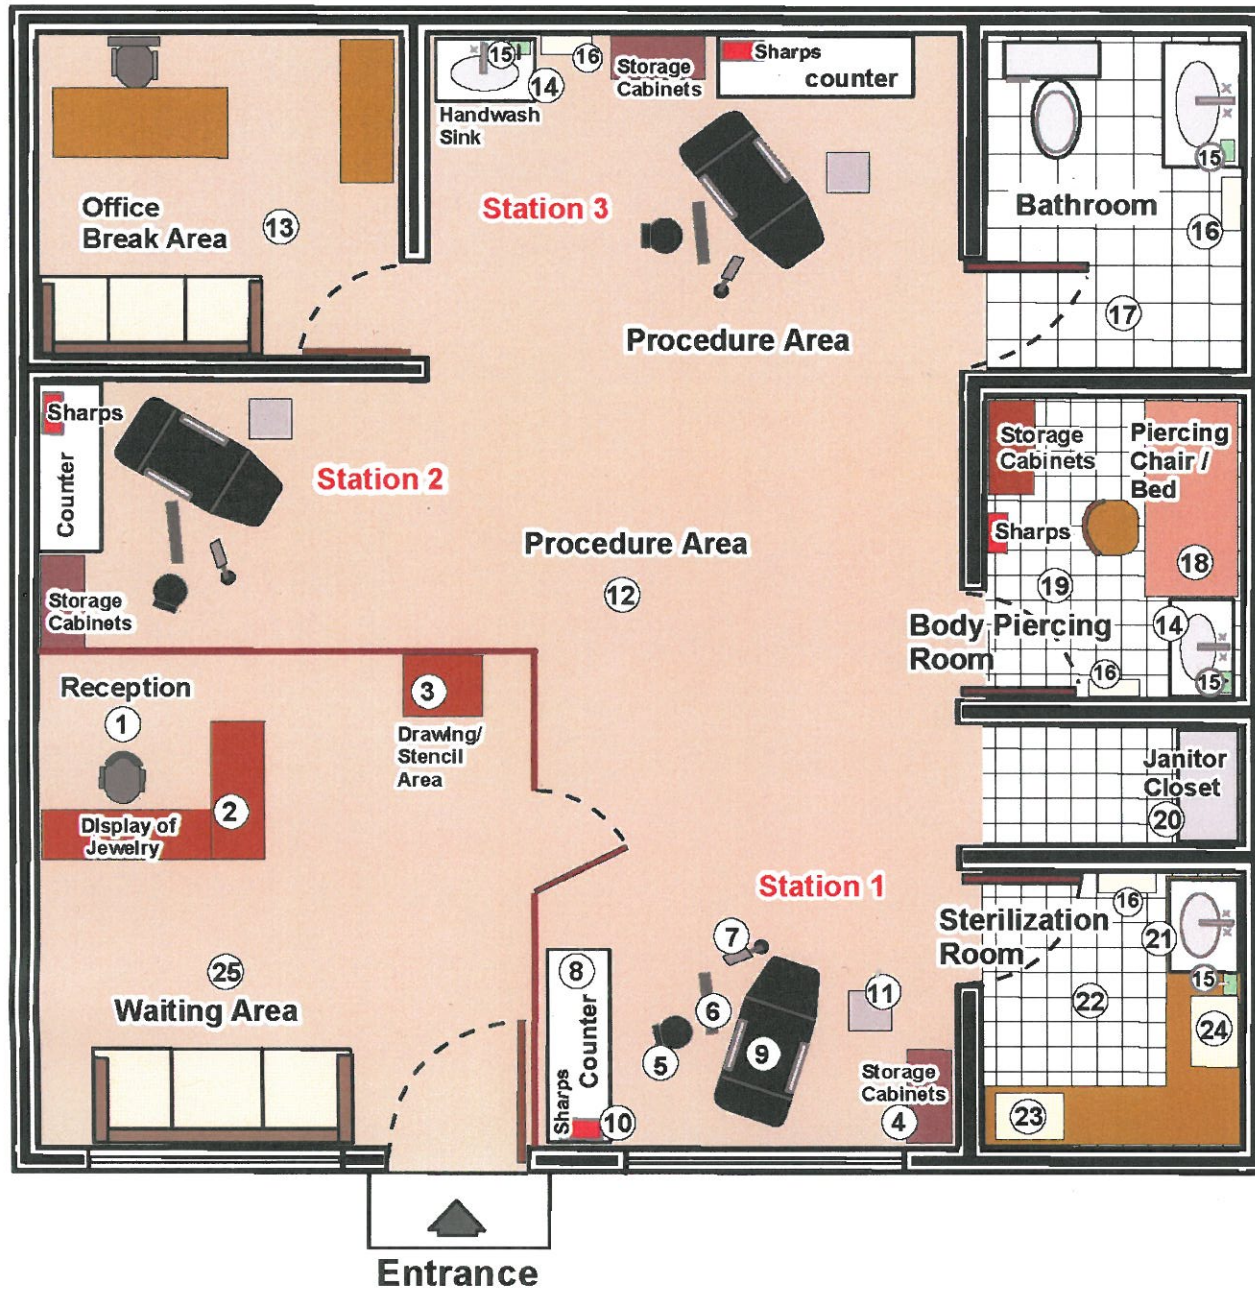 15
16
14
Handwash
Sink
Storage
Cabinets
Sharps
counter
Office
Break Area
13
Station 3
15
Bathroom
16
17
Procedure Area
Sharps
Counter
Station 2
Storage
Cabinets
Procedure Area
12
Storage
Cabinets
Piercing
Chair /
Bed
Sharps
18
19
14
Body Piercing
Room
16
15
Reception
1
2
Display of
Jewelry
3
Drawing/
Stencil
Area
Janitor
Closet
20
Station 1
Sterilization
Room
16
21
15
22
24
23
25
Waiting Area
8
Counter
Sharps
10
7
6
5
9
11
Storage
Cabinets
4
Entrance